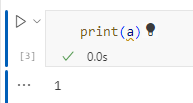 print(a)
[3]
0.0s
... 1